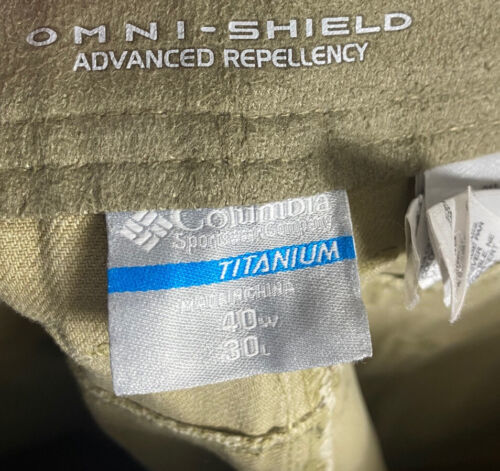 OMNI-SHIELD
ADVANCED REPELLENCY
Columbia
Sportswear Company
TITANIUM
MADE IN CHINA
40W
30L